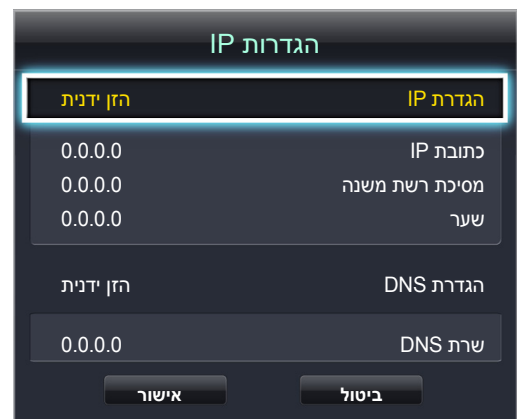 הגדרות IP
הגדרת IP הזן ידנית
כתובת IP 0.0.0.0
מסיכת רשת משנה 0.0.0.0
שער 0.0.0.0
הגדרת DNS הזן ידנית
שרת DNS 0.0.0.0
ביטול אישור